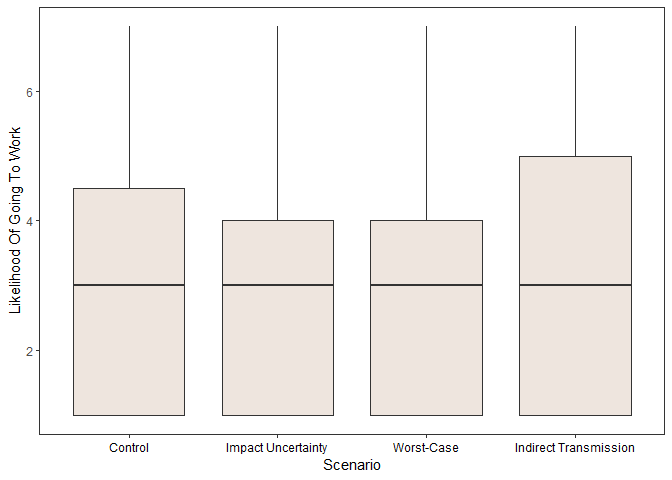 Likelihood Of Going To Work
6
4
2
Control
Impact Uncertainty
Worst-Case
Indirect Transmission
Scenario